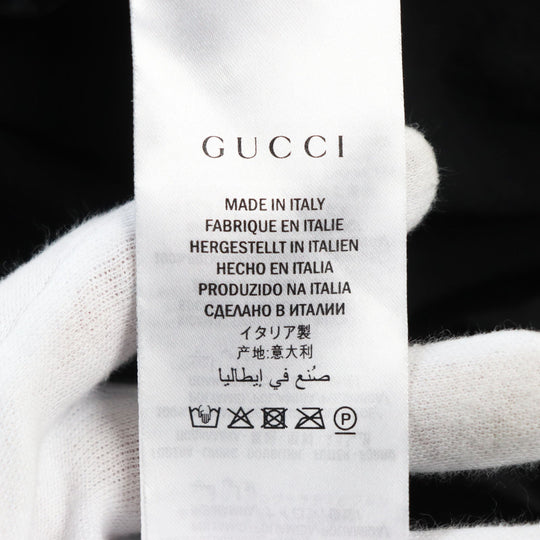 GUCCI
MADE IN ITALY
FABRIQUE EN ITALIE
HERGESTELLT IN ITALIEN
HECHO EN ITALIA
PRODUZIDO NA ITALIA
СДЕЛАНО В ИТАЛИИ
イタリア製
产地:意大利
صُنع في إيطاليا
P